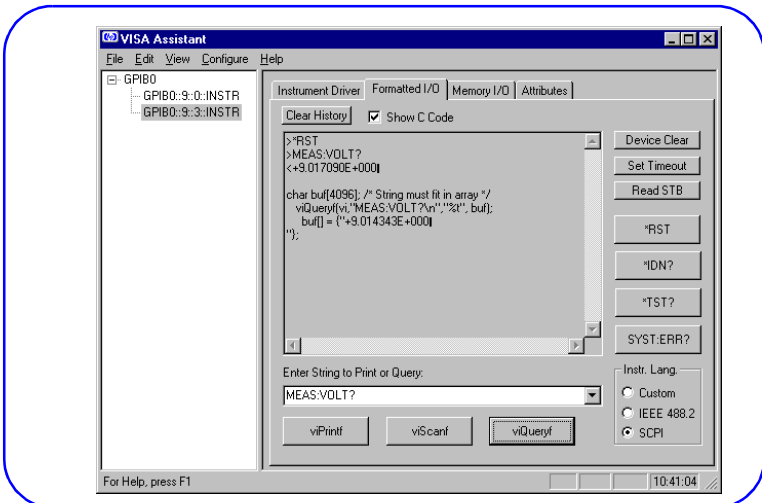 VISA Assistant
File Edit View Configure Help
GPIB0
GPIB0::9::0::INSTR
GPIB0::9::3::INSTR
Instrument Driver Formatted I/O Memory I/O Attributes
Clear History Show C Code
>*RST
>MEAS:VOLT?
<+9.017090E+000
char buf[4096]; /* String must fit in array */
viQueryf(vi,"MEAS:VOLT?\n","%t", buf);
buf[] = {"+9.014343E+000
"};
Device Clear
Set Timeout
Read STB
*RST
*IDN?
*TST?
SYST:ERR?
Enter String to Print or Query:
MEAS:VOLT?
viPrintf viScanf viQueryf
Instr. Lang.
Custom
IEEE 488.2
SCPI
For Help, press F1 10:41:04